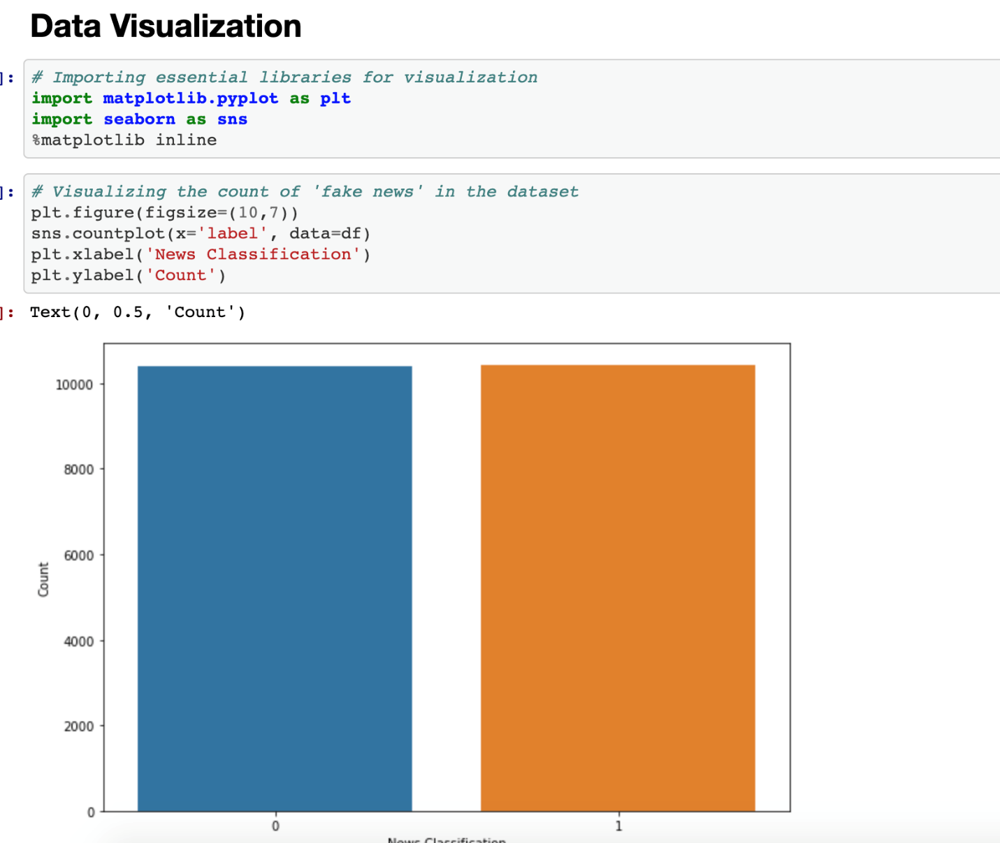 Data Visualization
]: # Importing essential libraries for visualization
import matplotlib.pyplot as plt
import seaborn as sns
%matplotlib inline
]: # Visualizing the count of 'fake news' in the dataset
plt.figure(figsize=(10,7))
sns.countplot(x='label', data=df)
plt.xlabel('News Classification')
plt.ylabel('Count')
]: Text(0, 0.5, 'Count')
10000
8000
6000
Count
4000
2000
0
0 1
News Classification